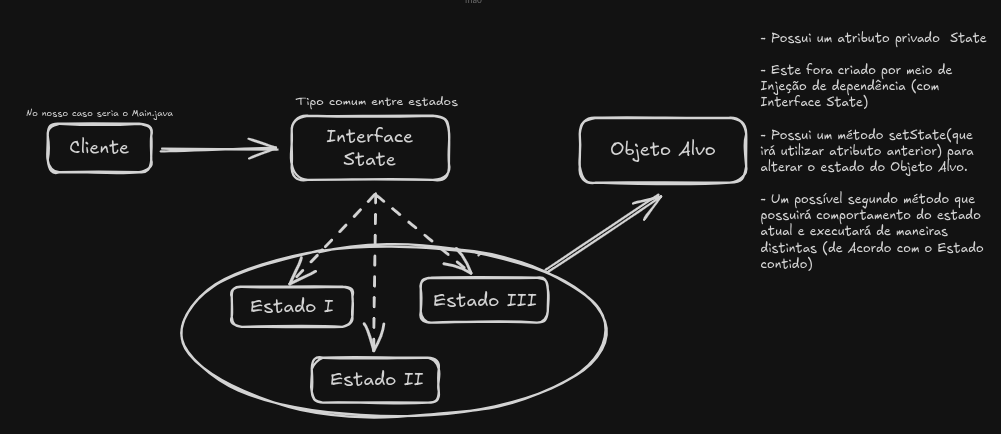 mao
No nosso caso seria o Main.java
Cliente
Tipo comum entre estados
Interface
State
Objeto Alvo
Estado I
Estado III
Estado II
- Possui um atributo privado State
- Este fora criado por meio de
Injeção de dependência (com
Interface State)
- Possui um método setState(que
irá utilizar atributo anterior) para
alterar o estado do Objeto Alvo.
- Um possível segundo método que
possuirá comportamento do estado
atual e executará de maneiras
distintas (de Acordo com o Estado
contido)